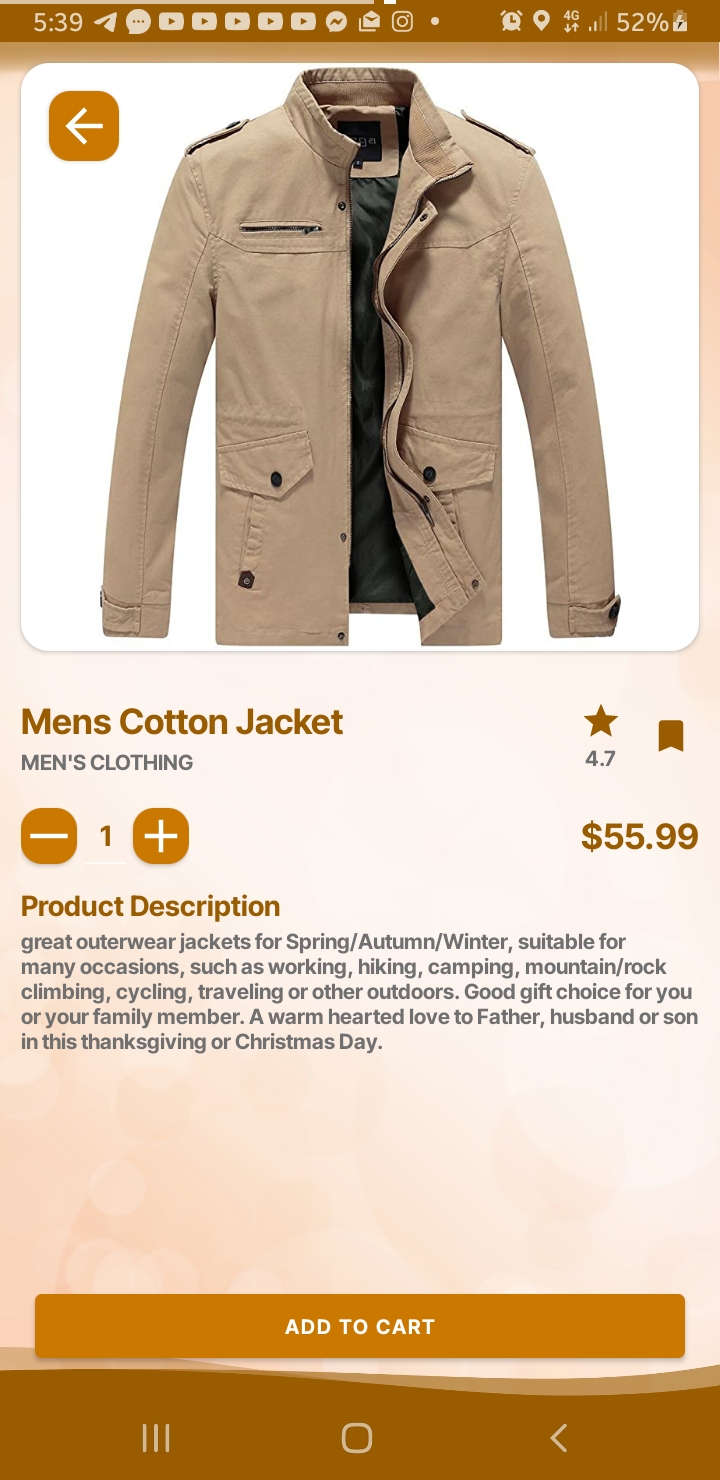 5:39
4G
52%
Mens Cotton Jacket
MEN'S CLOTHING
4.7
1
$55.99
Product Description
great outerwear jackets for Spring/Autumn/Winter, suitable for
many occasions, such as working, hiking, camping, mountain/rock
climbing, cycling, traveling or other outdoors. Good gift choice for you
or your family member. A warm hearted love to Father, husband or son
in this thanksgiving or Christmas Day.
ADD TO CART